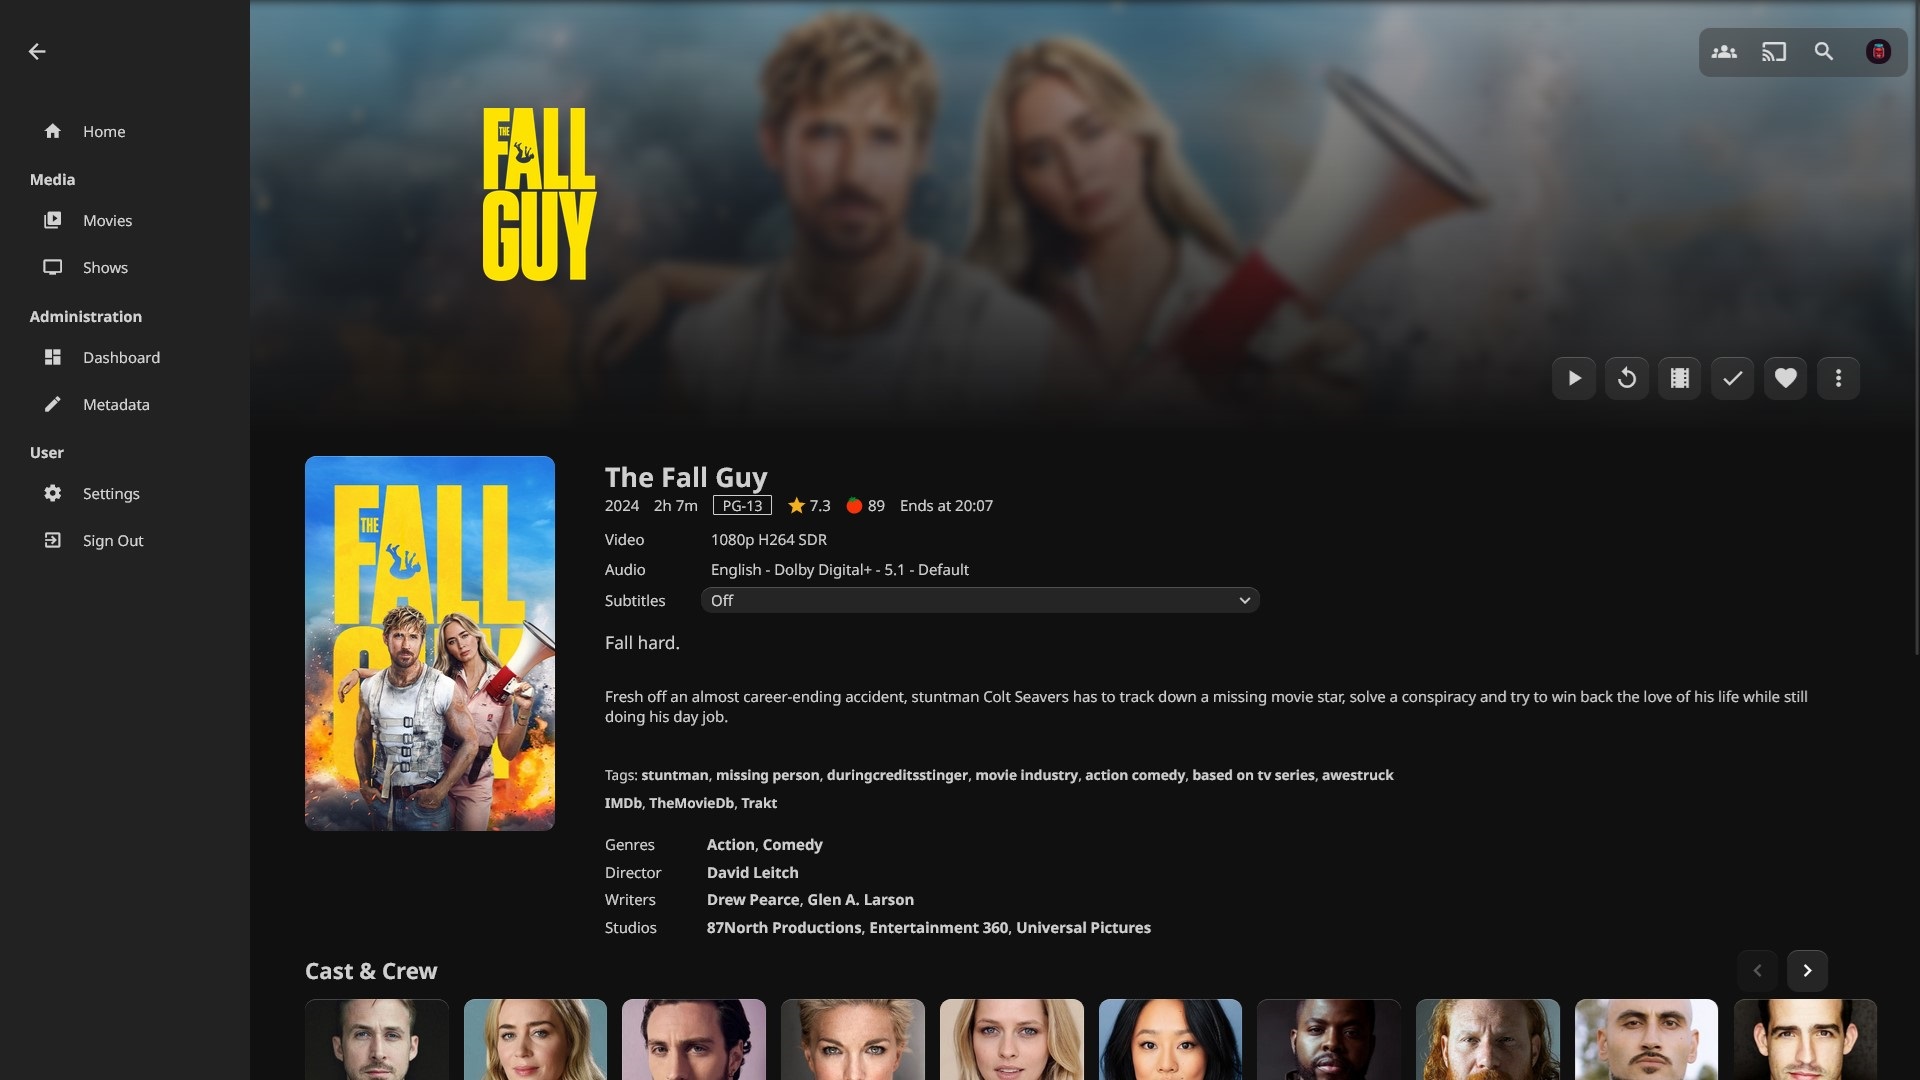 Home
Media
Movies
Shows
Administration
Dashboard
Metadata
User
Settings
Sign Out
THE
FALL
GUY
THE
FALL
GUY
The Fall Guy
2024 2h 7m PG-13 7.3 89 Ends at 20:07
Video 1080p H264 SDR
Audio English - Dolby Digital+ - 5.1 - Default
Subtitles Off
Fall hard.
Fresh off an almost career-ending accident, stuntman Colt Seavers has to track down a missing movie star, solve a conspiracy and try to win back the love of his life while still
doing his day job.
Tags: stuntman, missing person, duringcreditsstinger, movie industry, action comedy, based on tv series, awestruck
IMDb, TheMovieDb, Trakt
Genres Action, Comedy
Director David Leitch
Writers Drew Pearce, Glen A. Larson
Studios 87North Productions, Entertainment 360, Universal Pictures
Cast & Crew